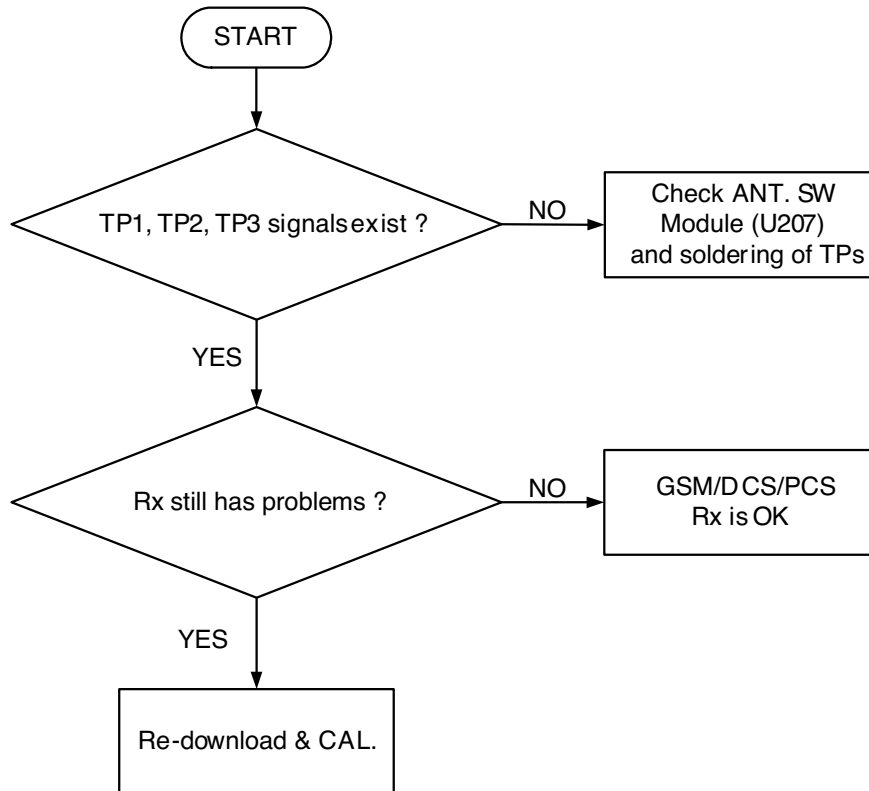 START
TP1, TP2, TP3 signals exist ?
NO
Check ANT. SW
Module (U207)
and soldering of TPs
YES
Rx still has problems ?
NO
GSM/DCS/PCS
Rx is OK
YES
Re-download & CAL.